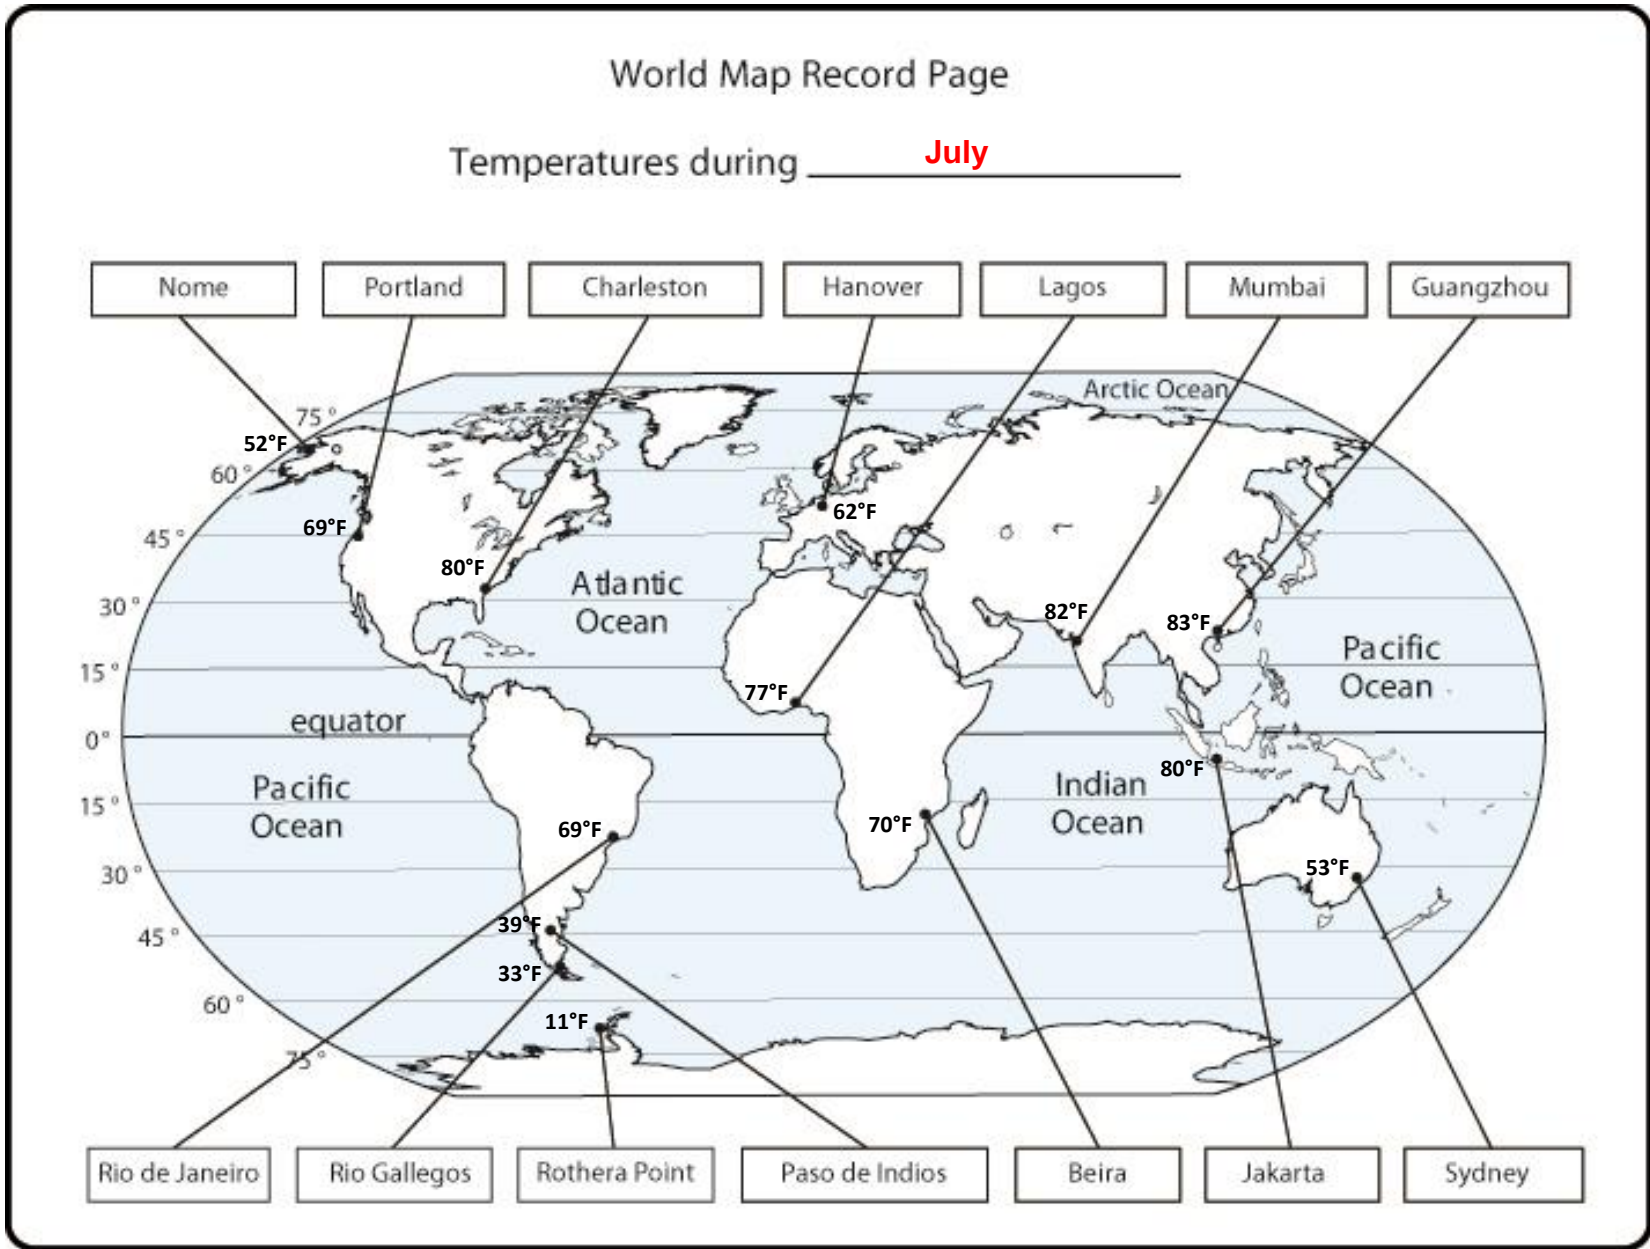 World Map Record Page
Temperatures during July
Nome
Portland
Charleston
Hanover
Lagos
Mumbai
Guangzhou
Arctic Ocean
75°
52°F
60°
69°F
62°F
45°
80°F
Atlantic
Ocean
30°
82°F
83°F
Pacific
Ocean
15°
77°F
equator
0°
80°F
Pacific
Ocean
Indian
Ocean
15°
69°F
70°F
53°F
30°
39°F
45°
33°F
60°
11°F
75°
Rio de Janeiro
Rio Gallegos
Rothera Point
Paso de Indios
Beira
Jakarta
Sydney